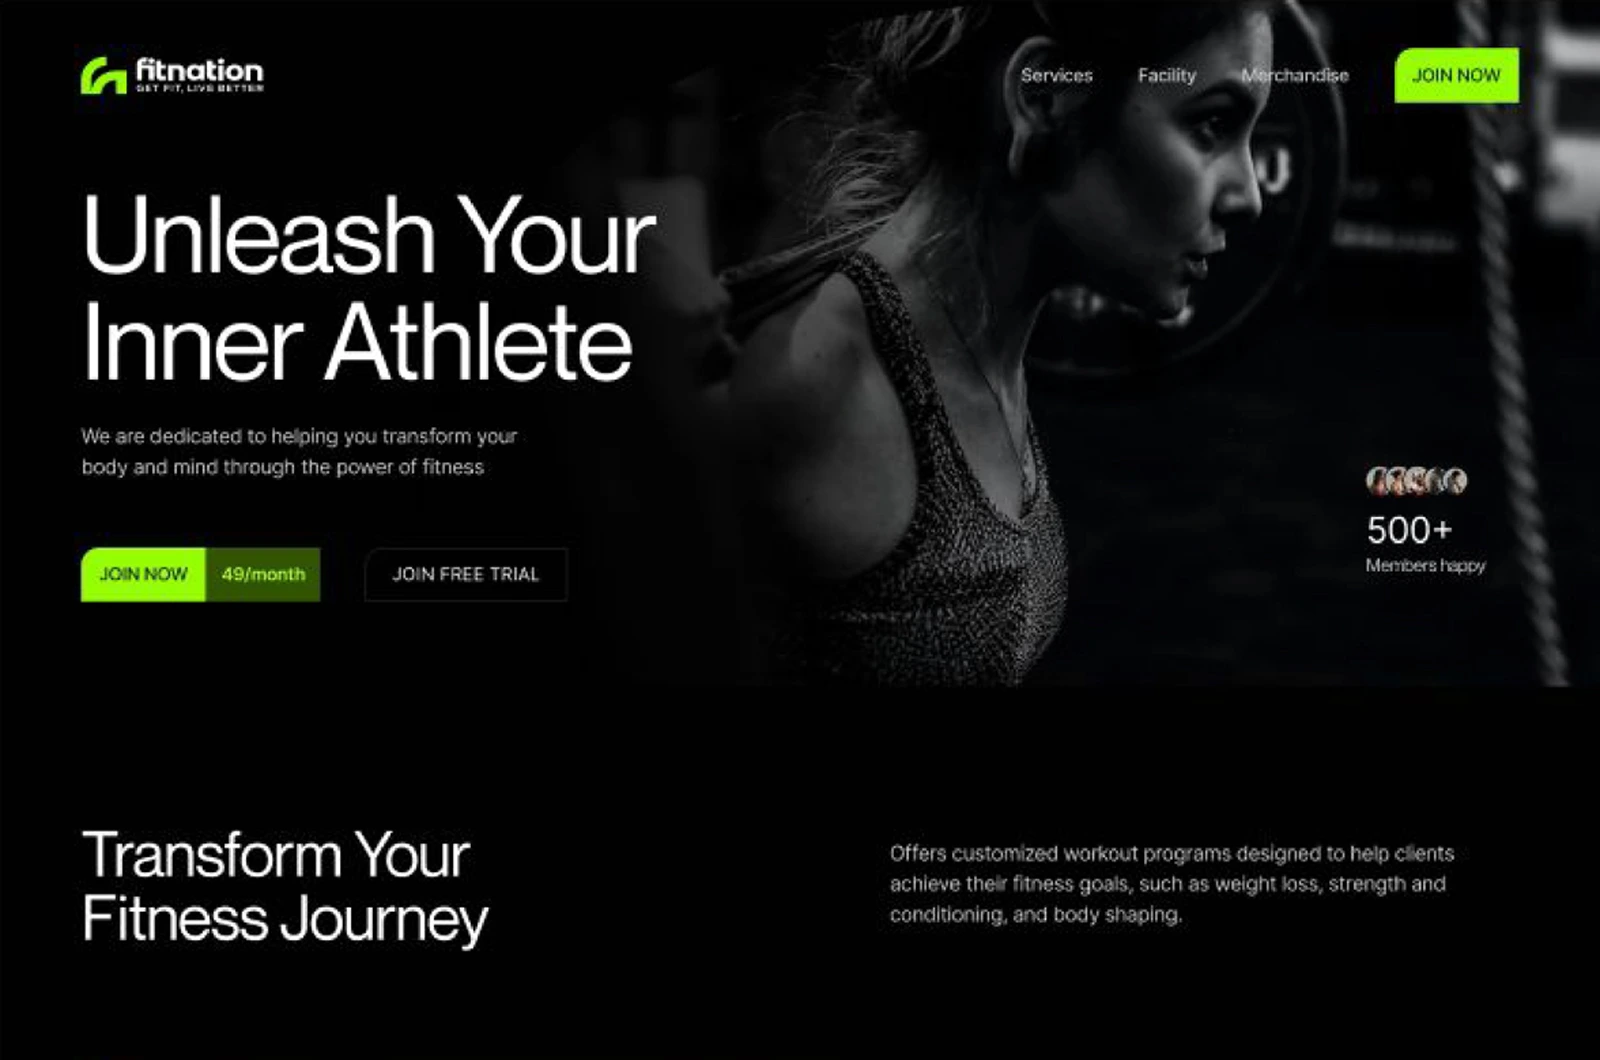 fitnation
GET FIT, LIVE BETTER
Services
Facility
Merchandise
JOIN NOW
Unleash Your
Inner Athlete
We are dedicated to helping you transform your
body and mind through the power of fitness
JOIN NOW
49/month
JOIN FREE TRIAL
500+
Members happy
Transform Your
Fitness Journey
Offers customized workout programs designed to help clients
achieve their fitness goals, such as weight loss, strength and
conditioning, and body shaping.